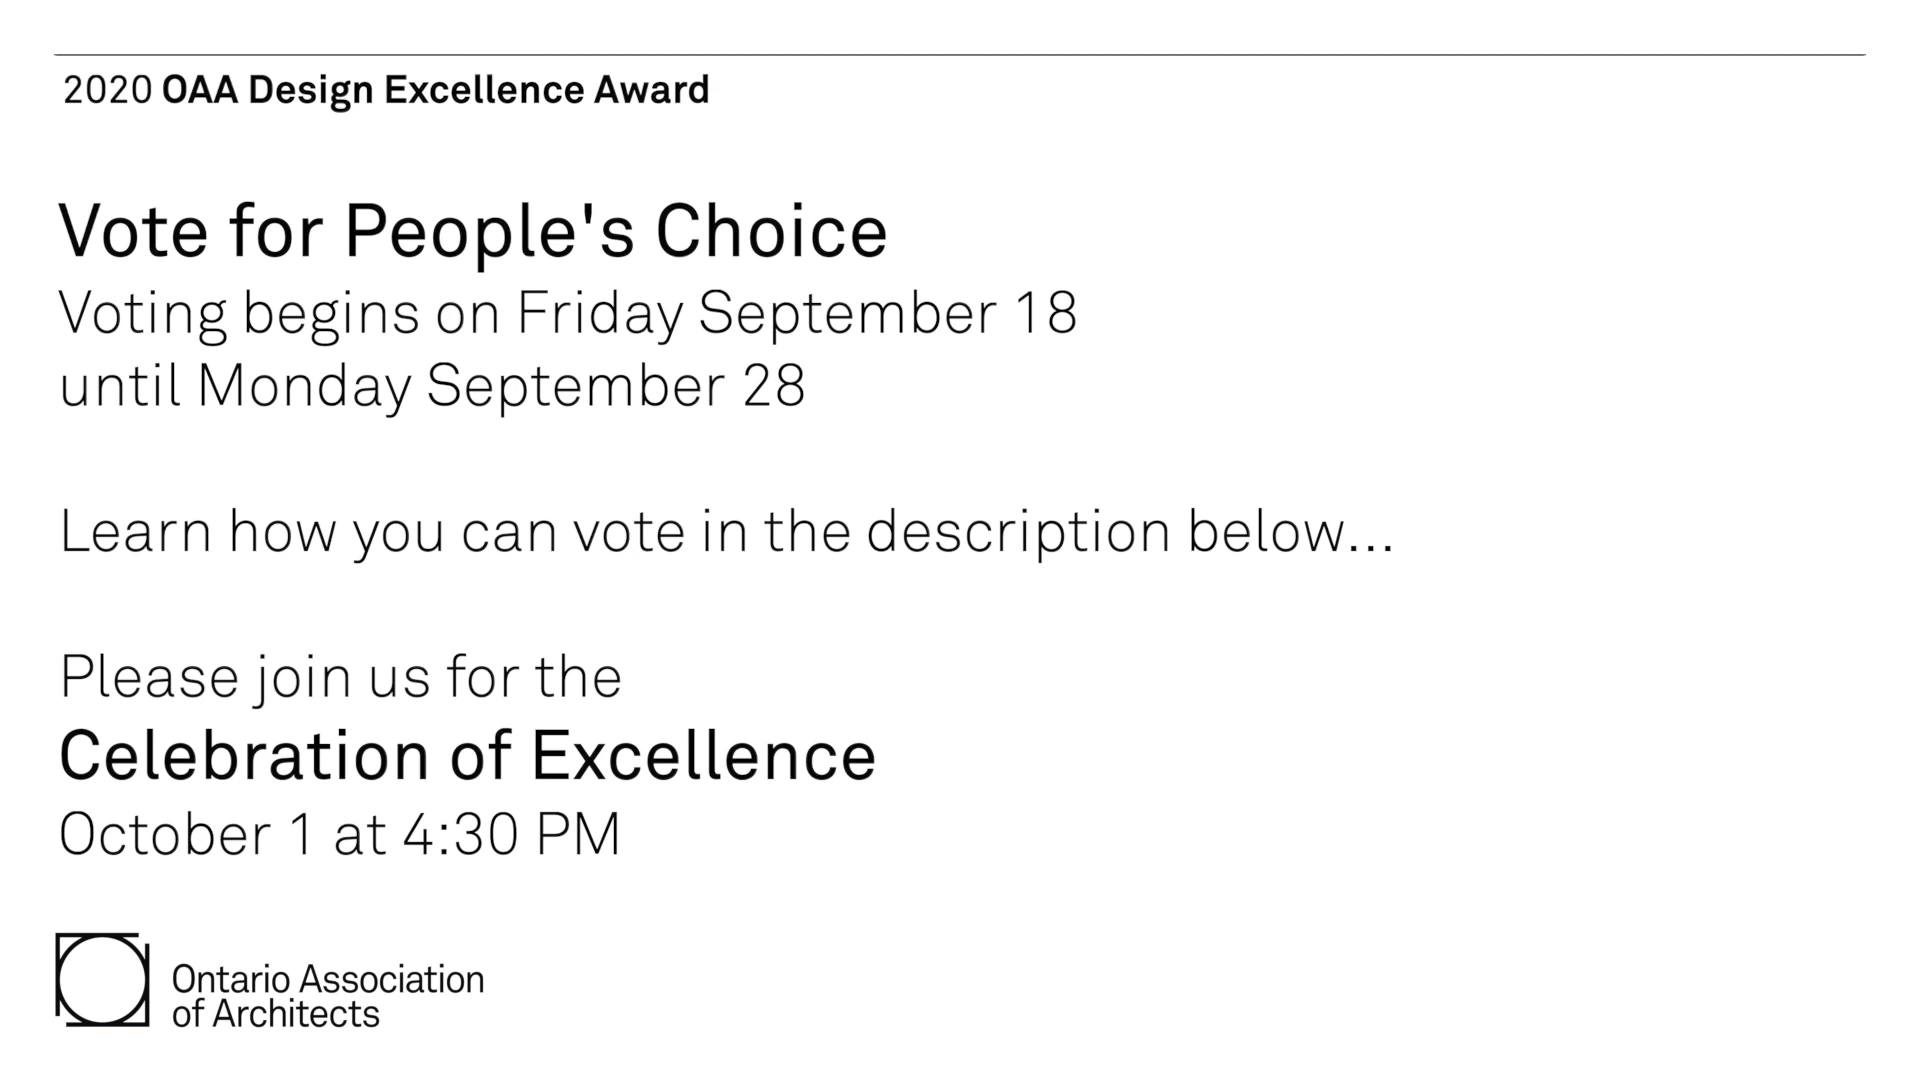 2020 OAA Design Excellence Award
Vote for People's Choice
Voting begins on Friday September 18
until Monday September 28
Learn how you can vote in the description below...
Please join us for the
Celebration of Excellence
October 1 at 4:30 PM
Ontario Association
of Architects